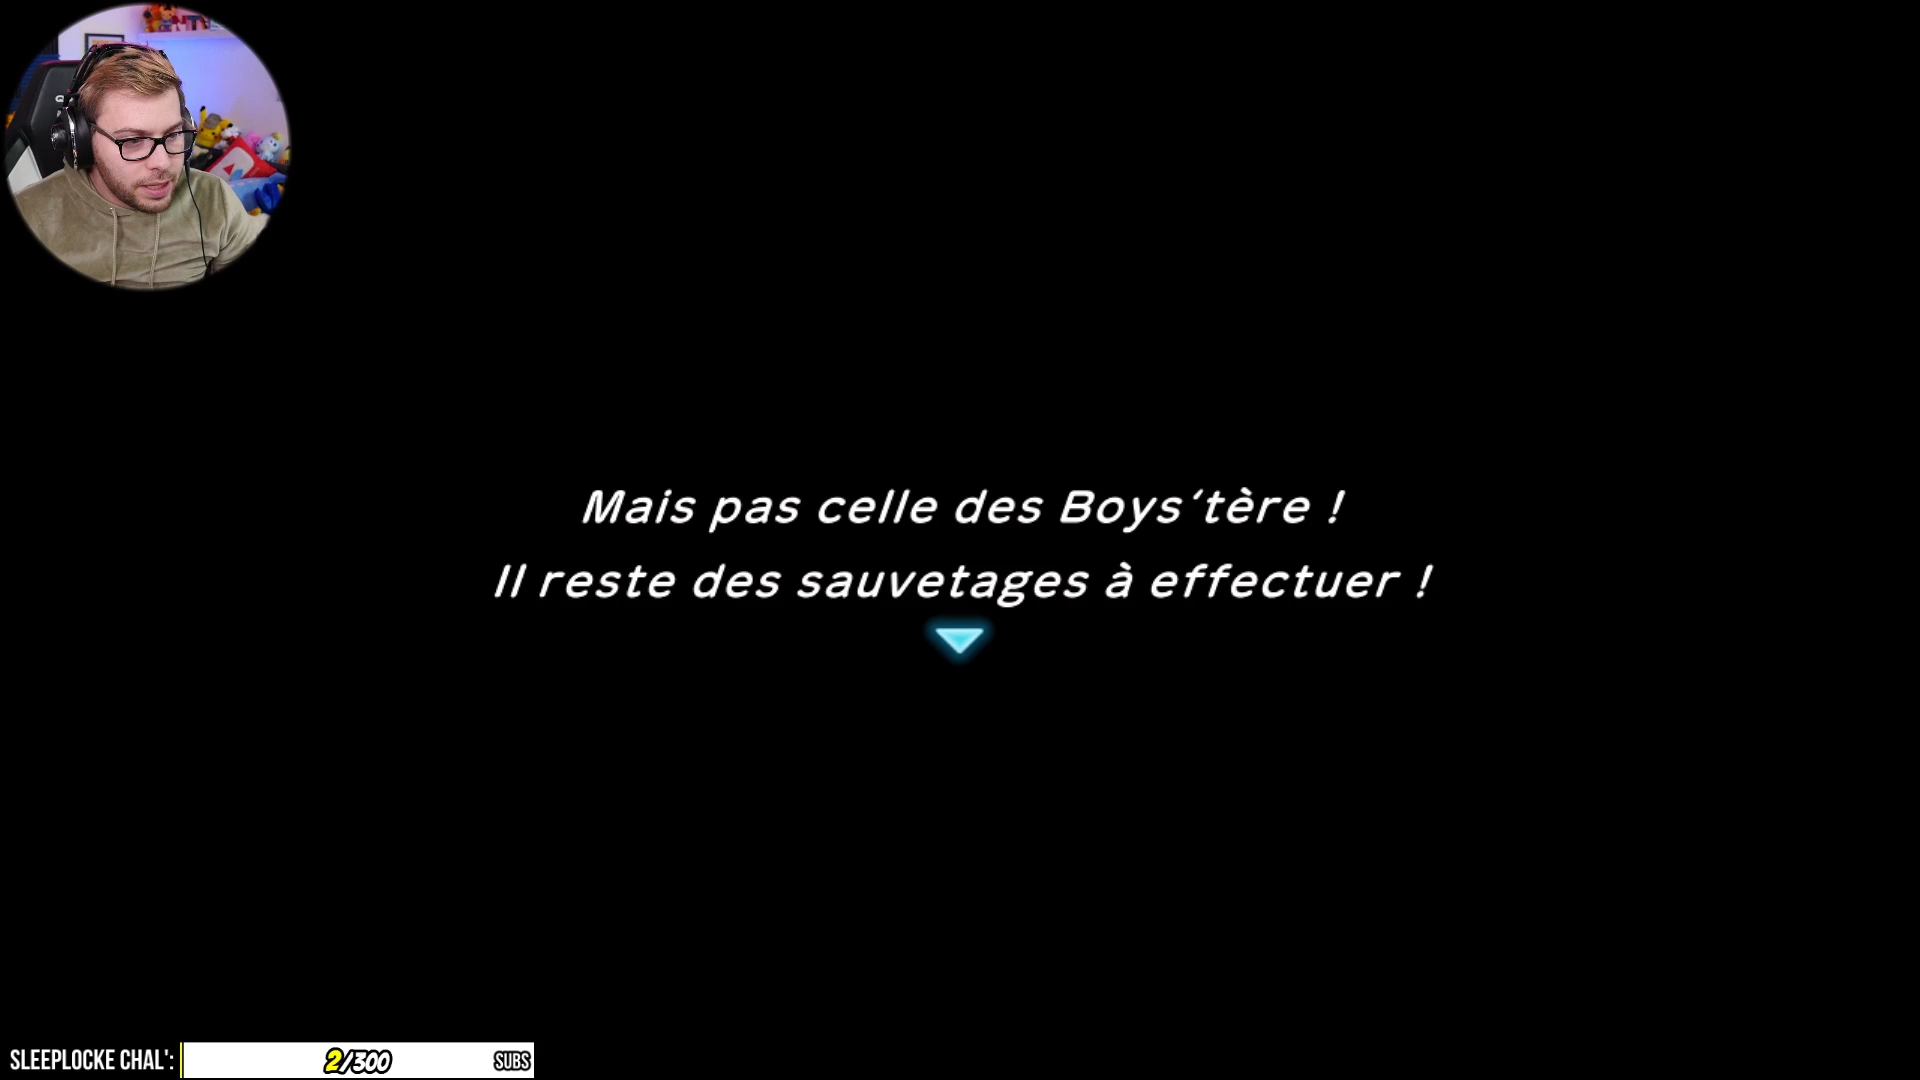 Mais pas celle des Boys‘tère !
Il reste des sauvetages à effectuer !
SLEEPLOCKE CHAL': 2/300 SUBS